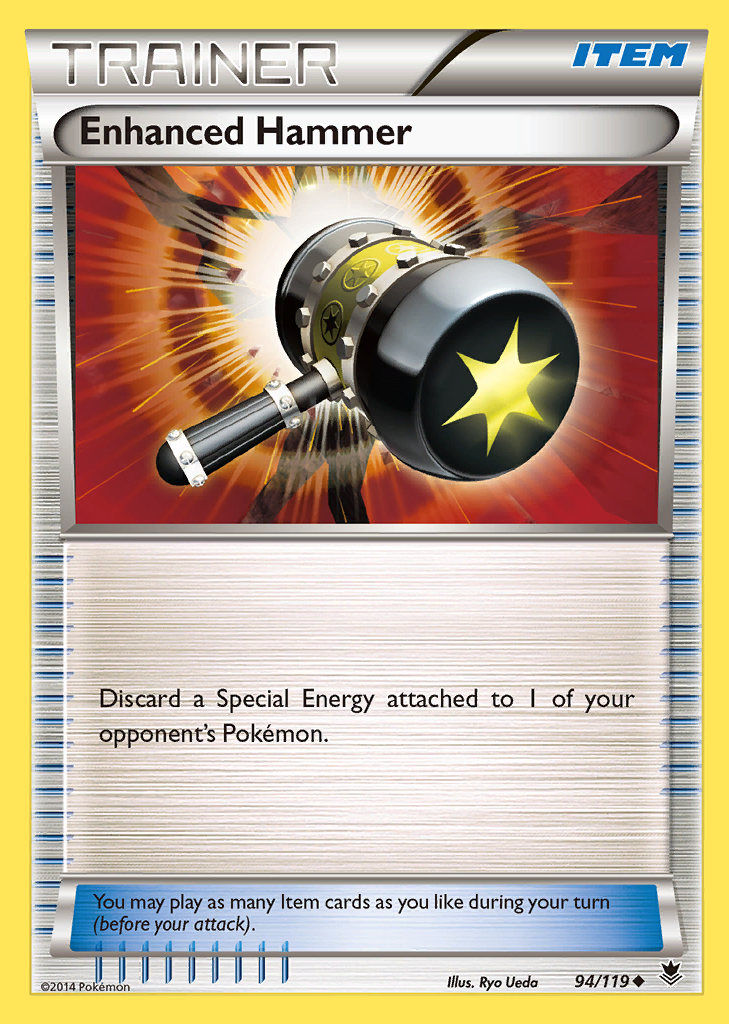 TRAINER
ITEM
Enhanced Hammer
Discard a Special Energy attached to 1 of your
opponent's Pokémon.
You may play as many Item cards as you like during your turn
(before your attack).
©2014 Pokémon
Illus. Ryo Ueda
94/119